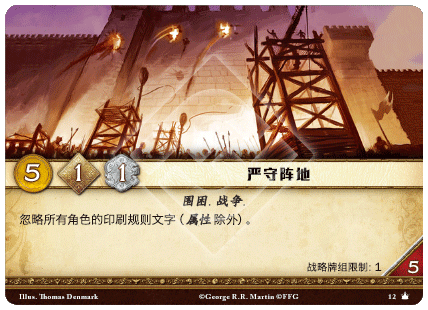 5 1 1 严守阵地
围困. 战争.
忽略所有角色的印刷规则文字 (属性 除外) 。
战略牌组限制: 1
5
Illus. Thomas Denmark ©George R.R. Martin ©FFG 12